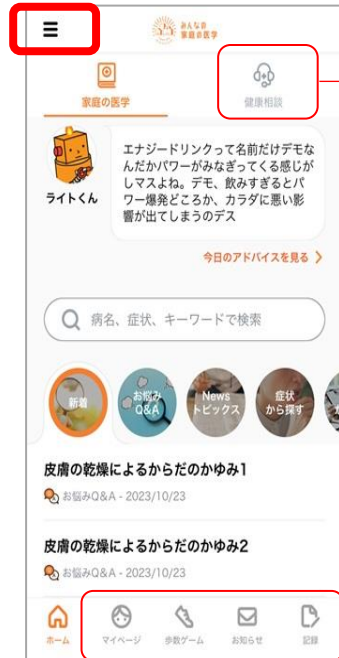 みんなの
家庭の医学
家庭の医学
健康相談
エナジードリンクって名前だけデモな
んだかパワーがみなぎってくる感じが
しマスよね。デモ、飲みすぎるとパ
ワー爆発どころか、カラダに悪い影
響が出てしまうのデス
ライトくん
今日のアドバイスを見る 〉
病名、症状、キーワードで検索
新着
お悩み
Q&A
News
トピックス
症状
から探す
皮膚の乾燥によるからだのかゆみ1
お悩みQ&A - 2023/10/23
皮膚の乾燥によるからだのかゆみ2
お悩みQ&A - 2023/10/23
ホーム
マイページ
歩数ゲーム
お知らせ
記録